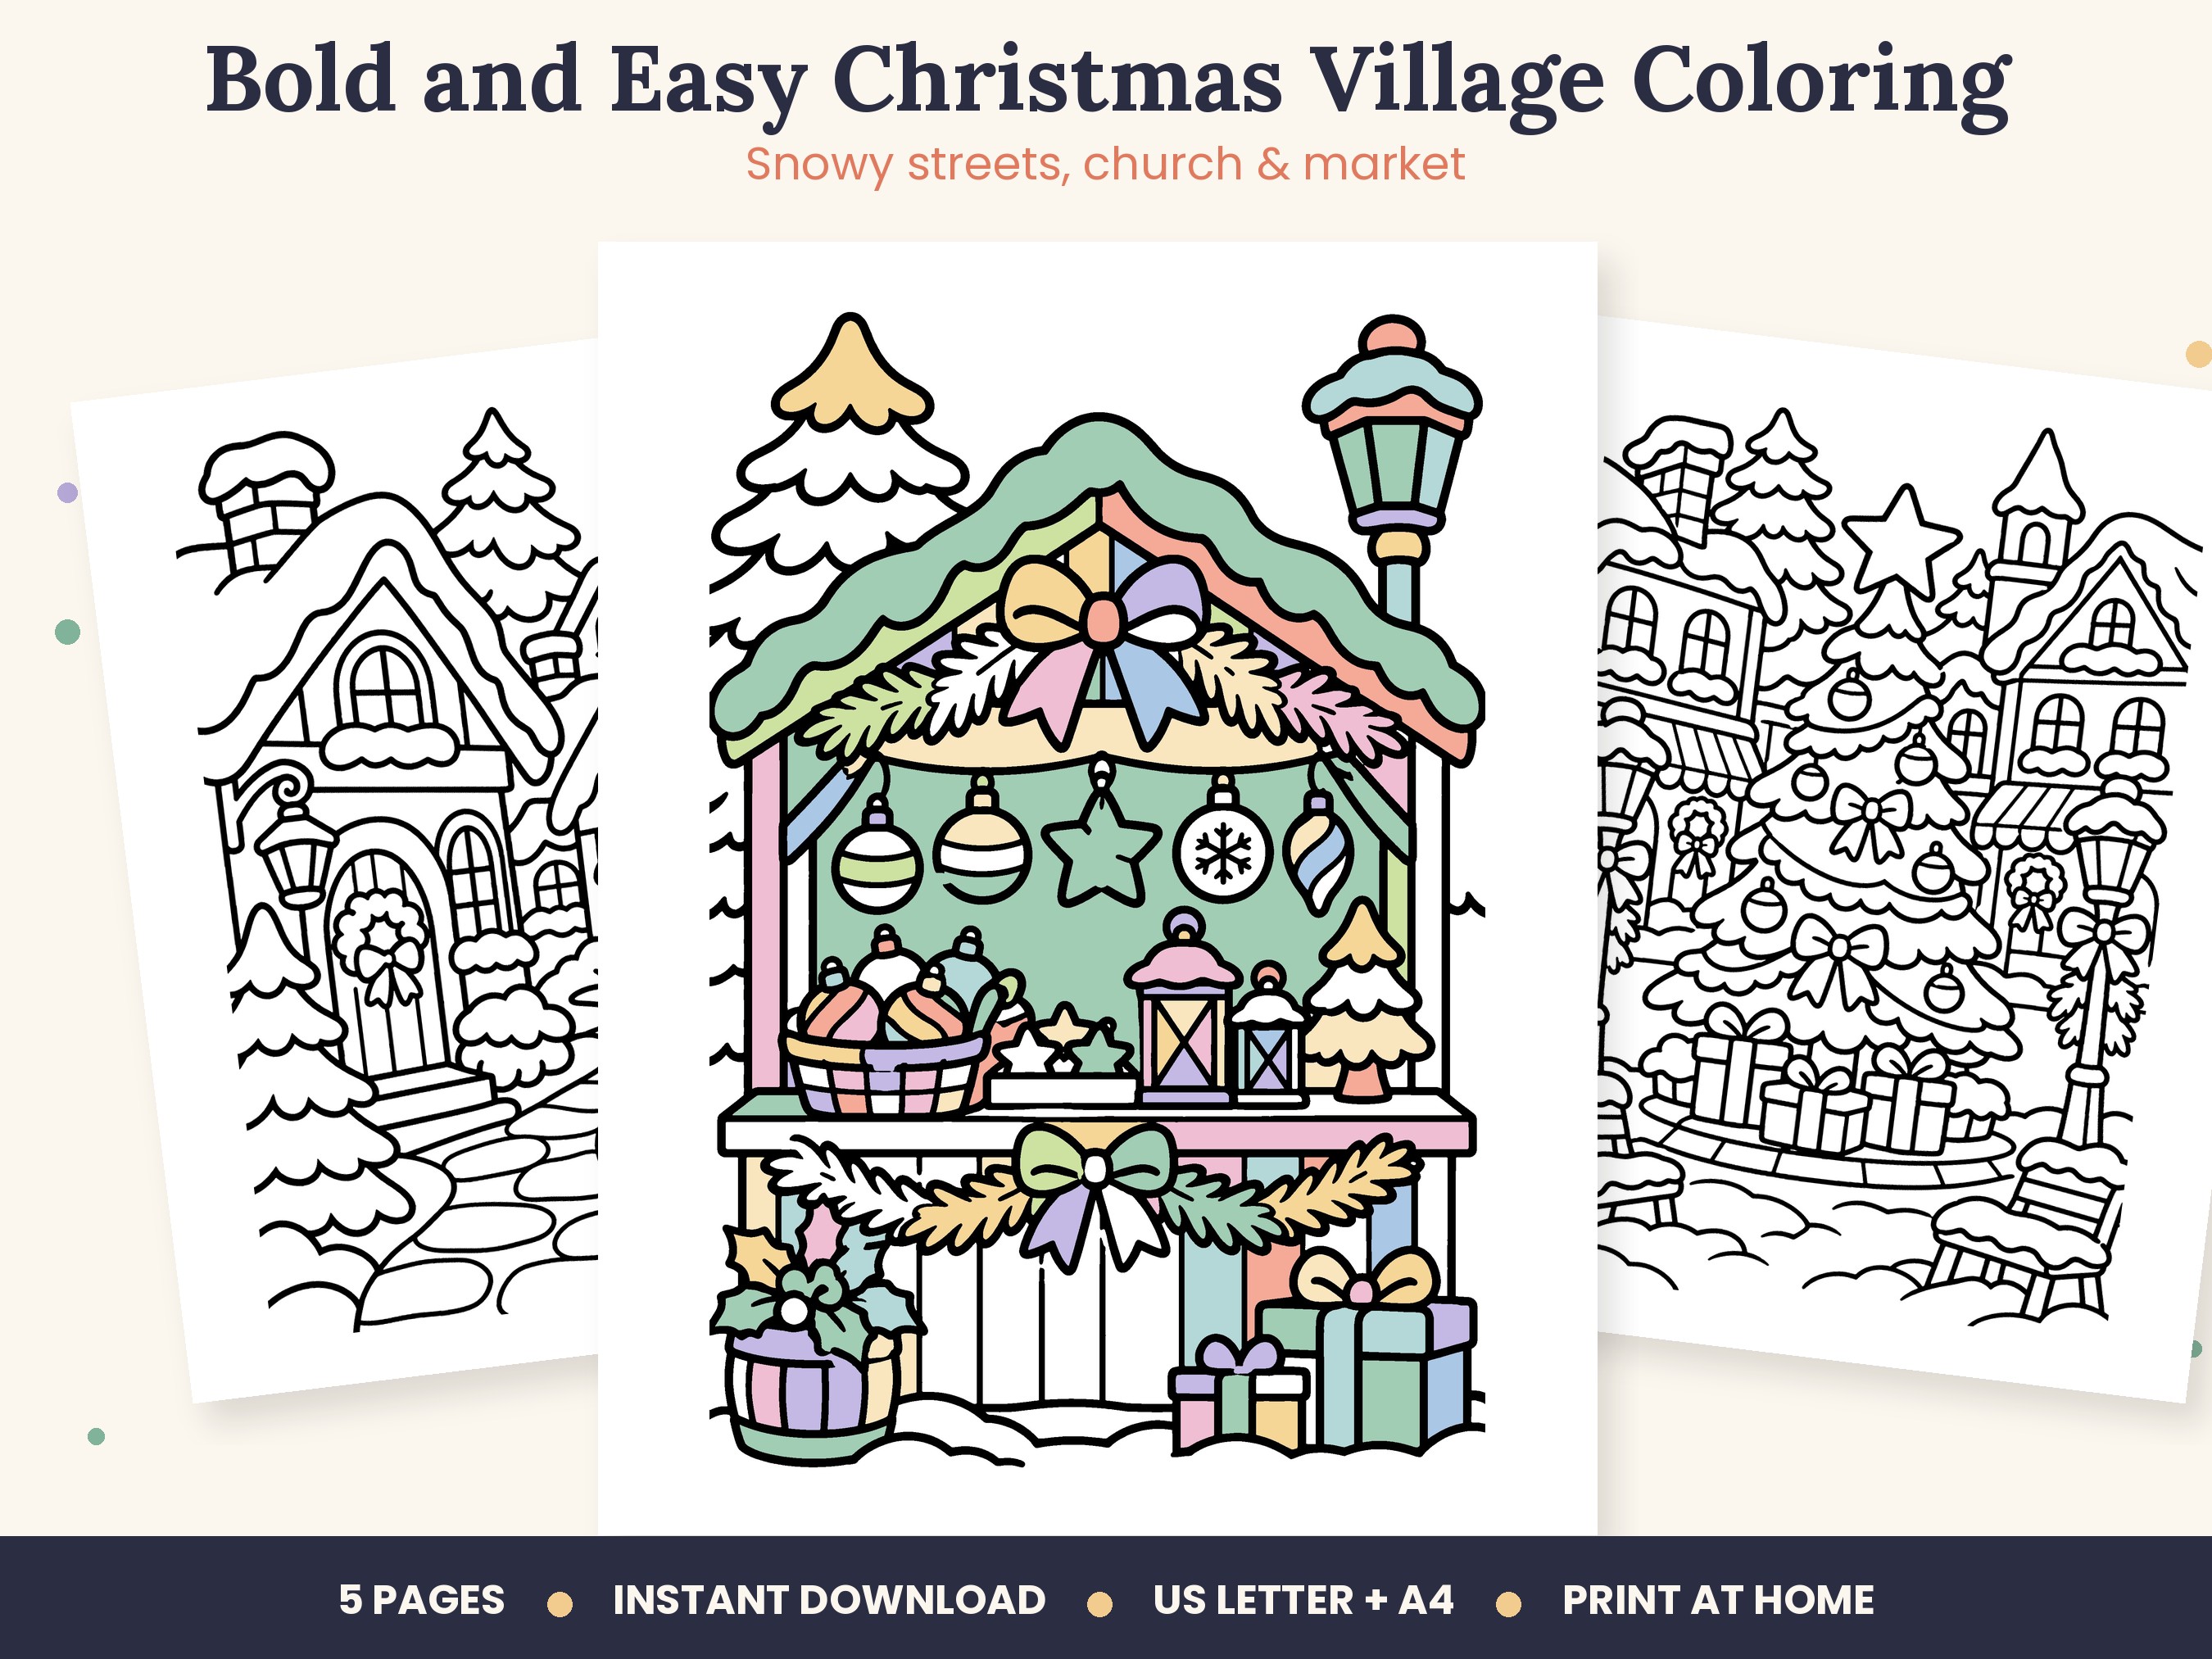 Bold and Easy Christmas Village Coloring
Snowy streets, church & market
5 PAGES ● INSTANT DOWNLOAD ● US LETTER + A4 ● PRINT AT HOME